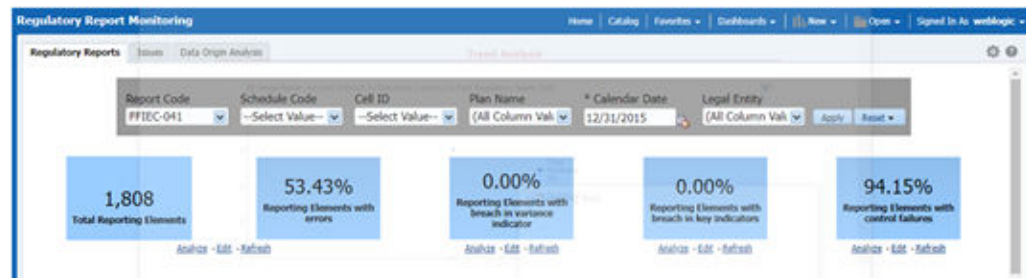 Regulatory Report Monitoring
Home Catalog Favorites Dashboards New Open Signed In As weblogic
Regulatory Reports Issues Data Origin Analysis
Report Code Schedule Code Cell ID Plan Name * Calendar Date Legal Entity
FFIEC-041 --Select Value-- --Select Value-- (All Column Val 12/31/2015 (All Column Val Apply Reset
1,808
Total Reporting Elements
53.43%
Reporting Elements with
errors
0.00%
Reporting Elements with
breach in variance
indicator
0.00%
Reporting Elements with
breach in key indicators
94.15%
Reporting Elements with
control failures
Analyze - Edit - Refresh
Analyze - Edit - Refresh
Analyze - Edit - Refresh
Analyze - Edit - Refresh